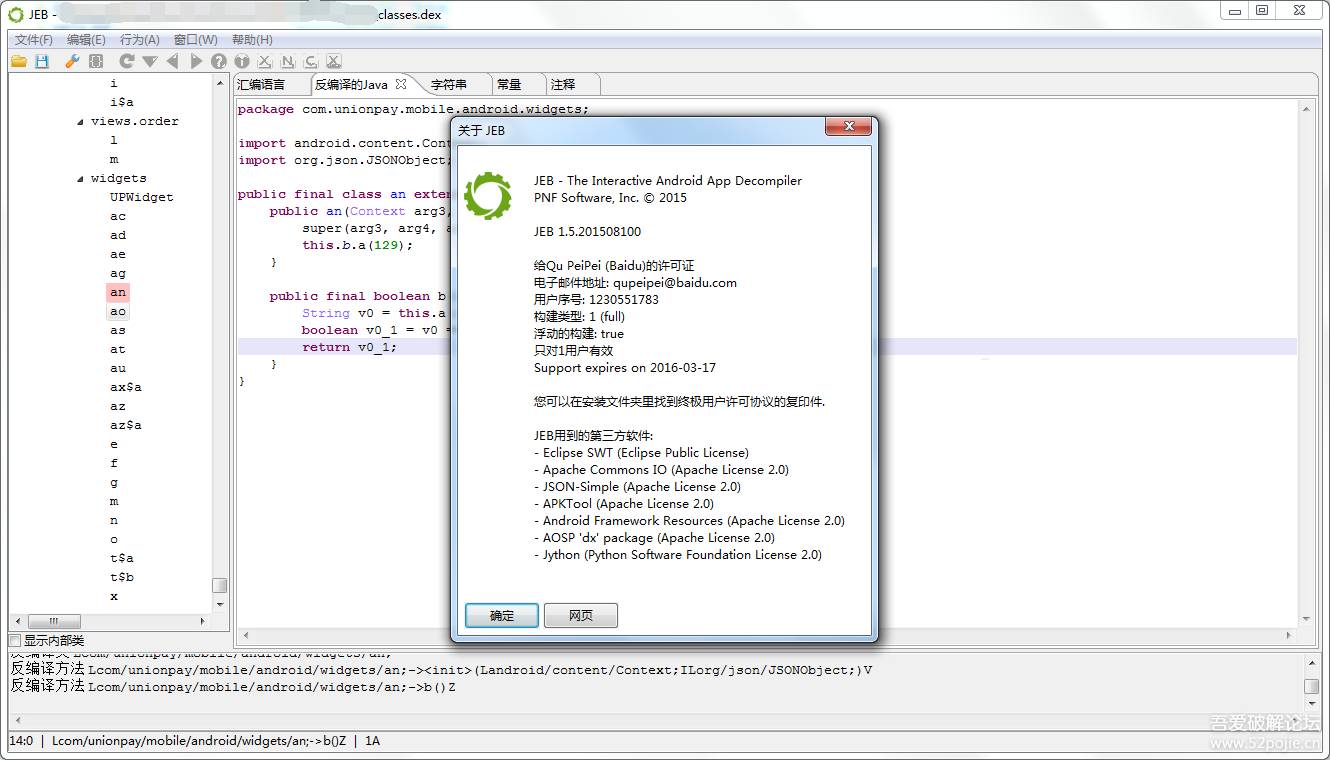 JEB -
classes.dex
文件(F) 编辑(E) 行为(A) 窗口(W) 帮助(H)
i
i$a
views.order
l
m
widgets
UPWidget
ac
ad
ae
ag
an
ao
as
at
au
ax$a
az
az$a
e
f
g
m
n
o
t$a
t$b
x
显示内部类
汇编语言 反编译的Java 字符串 常量 注释
package com.unionpay.mobile.android.widgets;
import android.content.Con
import org.json.JSONObject;
public final class an exten
public an(Context arg3,
super(arg3, arg4, a
this.b.a(129);
}
public final boolean b
String v0 = this.a
boolean v0_1 = v0 =
return v0_1;
}
}
关于 JEB
JEB - The Interactive Android App Decompiler
PNF Software, Inc. © 2015
JEB 1.5.201508100
给Qu PeiPei (Baidu)的许可证
电子邮件地址: qupeipei@baidu.com
用户序号: 1230551783
构建类型: 1 (full)
浮动的构建: true
只对1用户有效
Support expires on 2016-03-17
您可以在安装文件夹里找到终极用户许可协议的复印件.
JEB用到的第三方软件:
- Eclipse SWT (Eclipse Public License)
- Apache Commons IO (Apache License 2.0)
- JSON-Simple (Apache License 2.0)
- APKTool (Apache License 2.0)
- Android Framework Resources (Apache License 2.0)
- AOSP 'dx' package (Apache License 2.0)
- Jython (Python Software Foundation License 2.0)
确定 网页
反编译类 Lcom/unionpay/mobile/android/widgets/an;
反编译方法 Lcom/unionpay/mobile/android/widgets/an;-><init>(Landroid/content/Context;ILorg/json/JSONObject;)V
反编译方法 Lcom/unionpay/mobile/android/widgets/an;->b()Z
14:0 | Lcom/unionpay/mobile/android/widgets/an;->b()Z | 1A
吾爱破解论坛
www.52pojie.cn